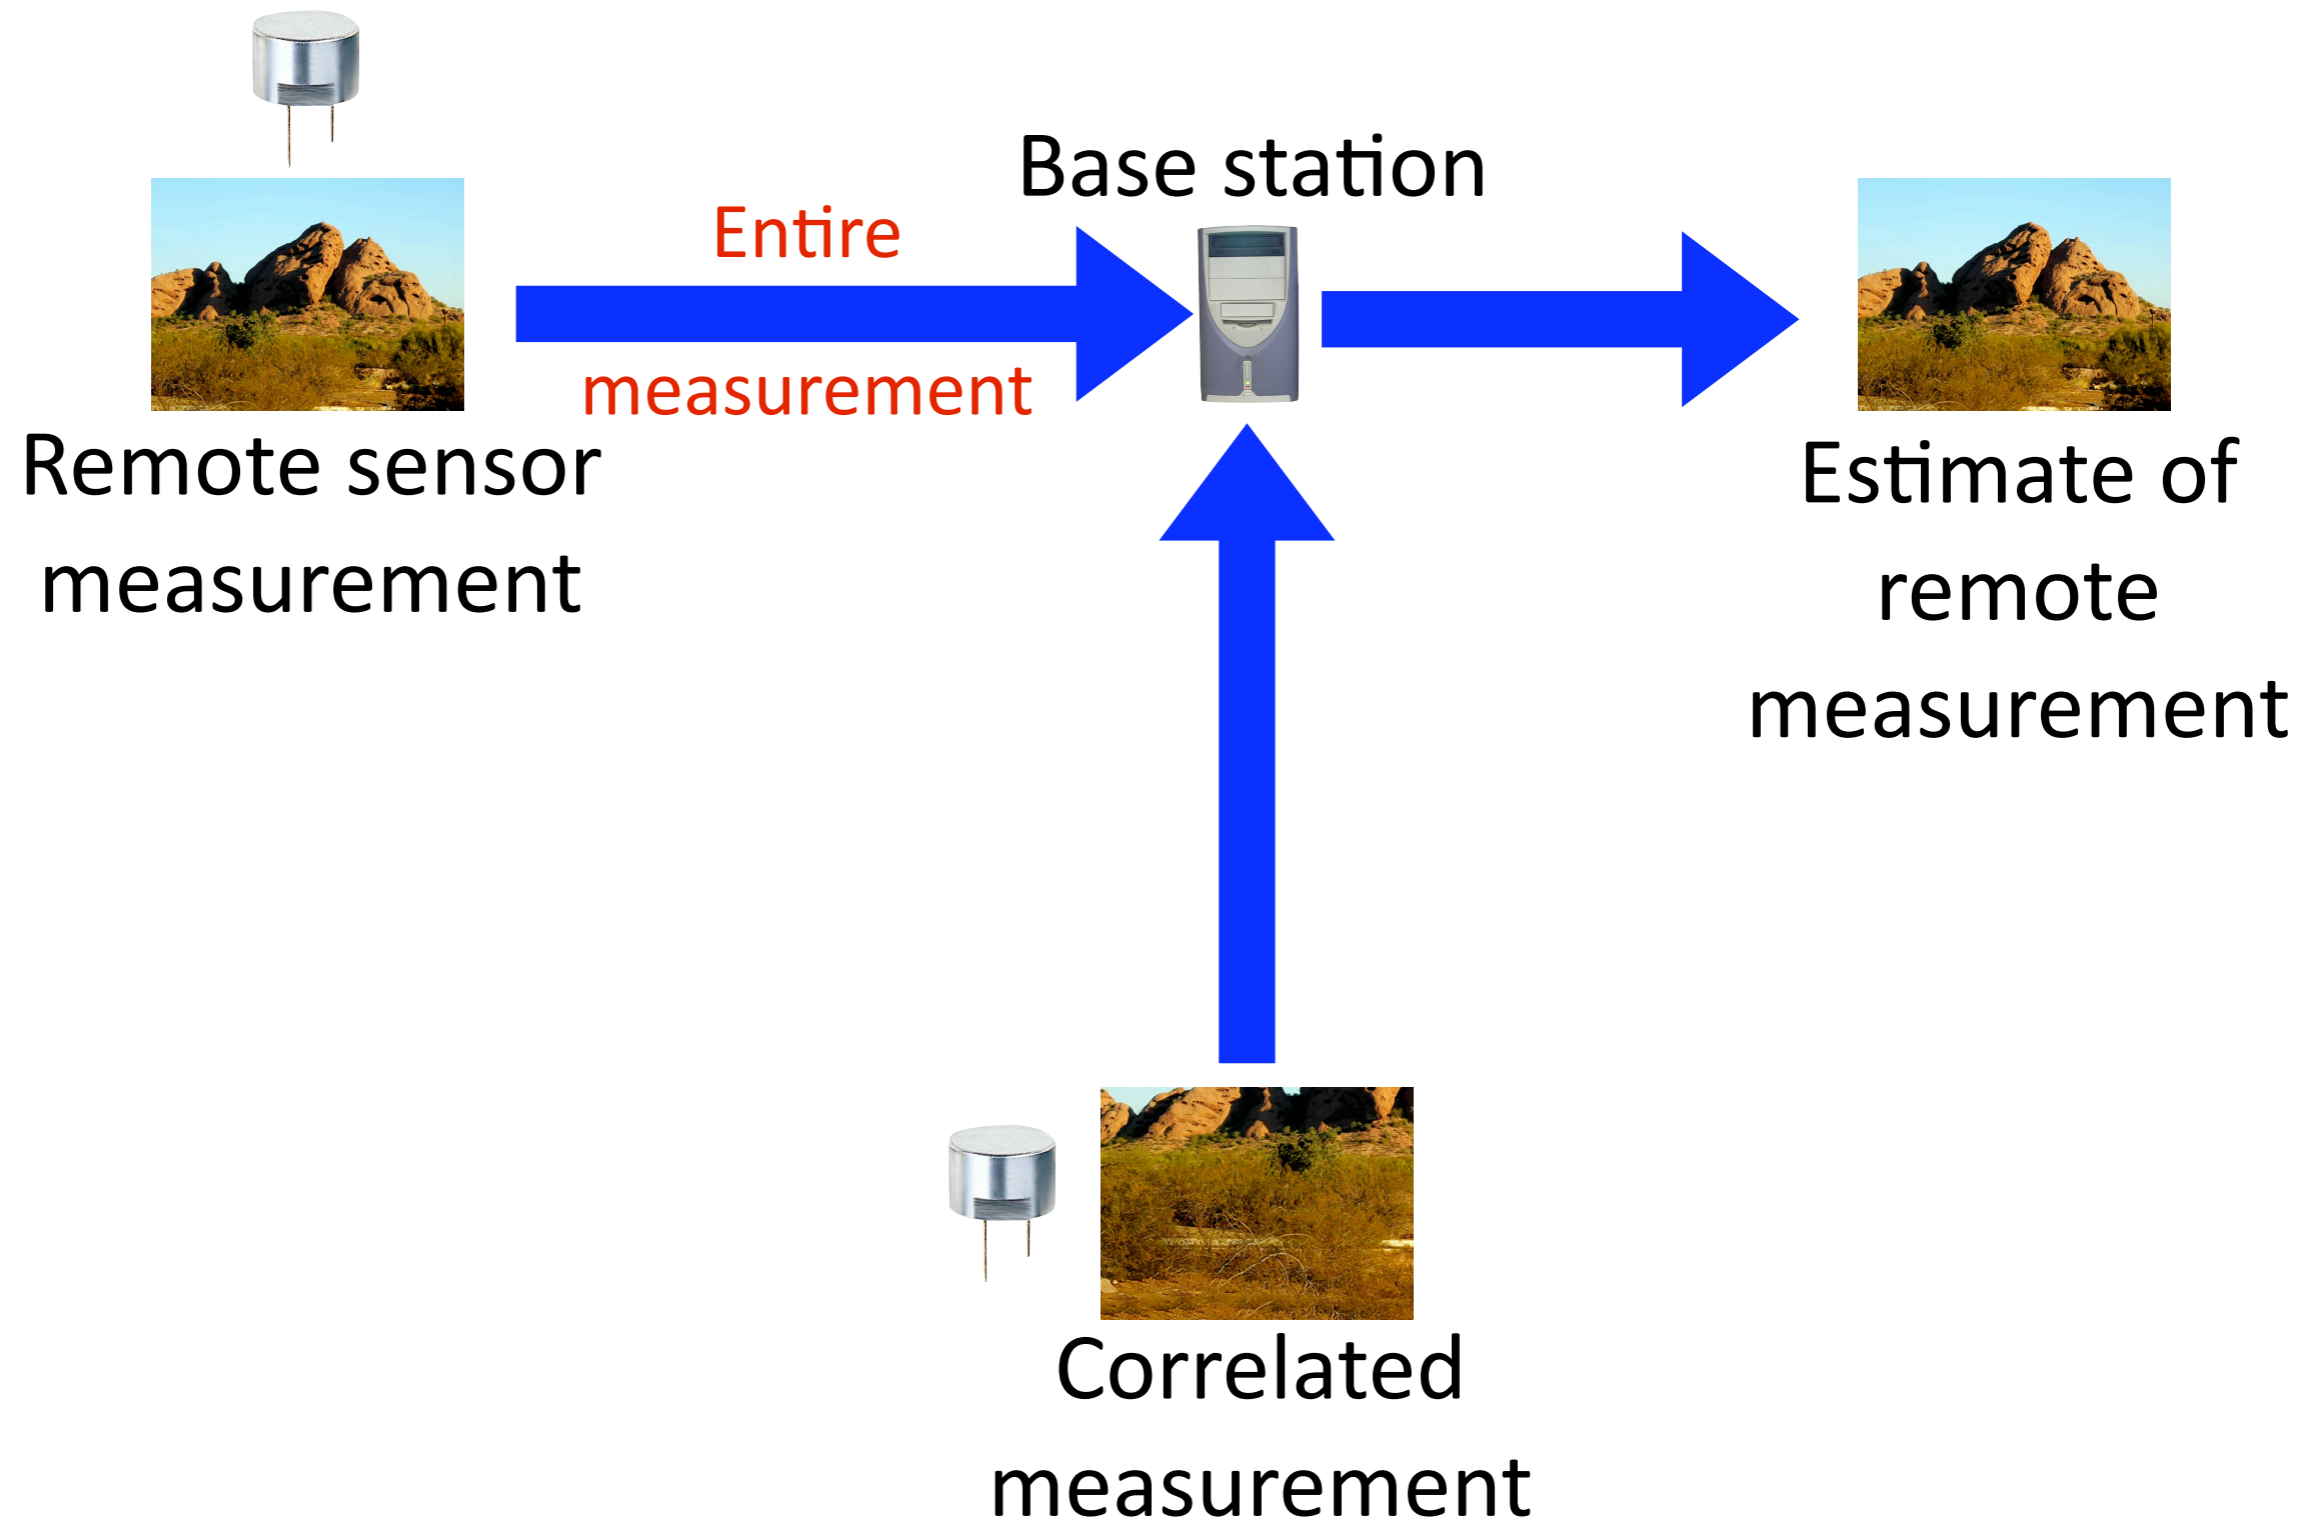 Base station
Entire
measurement
Remote sensor
measurement
Estimate of
remote
measurement
Correlated
measurement